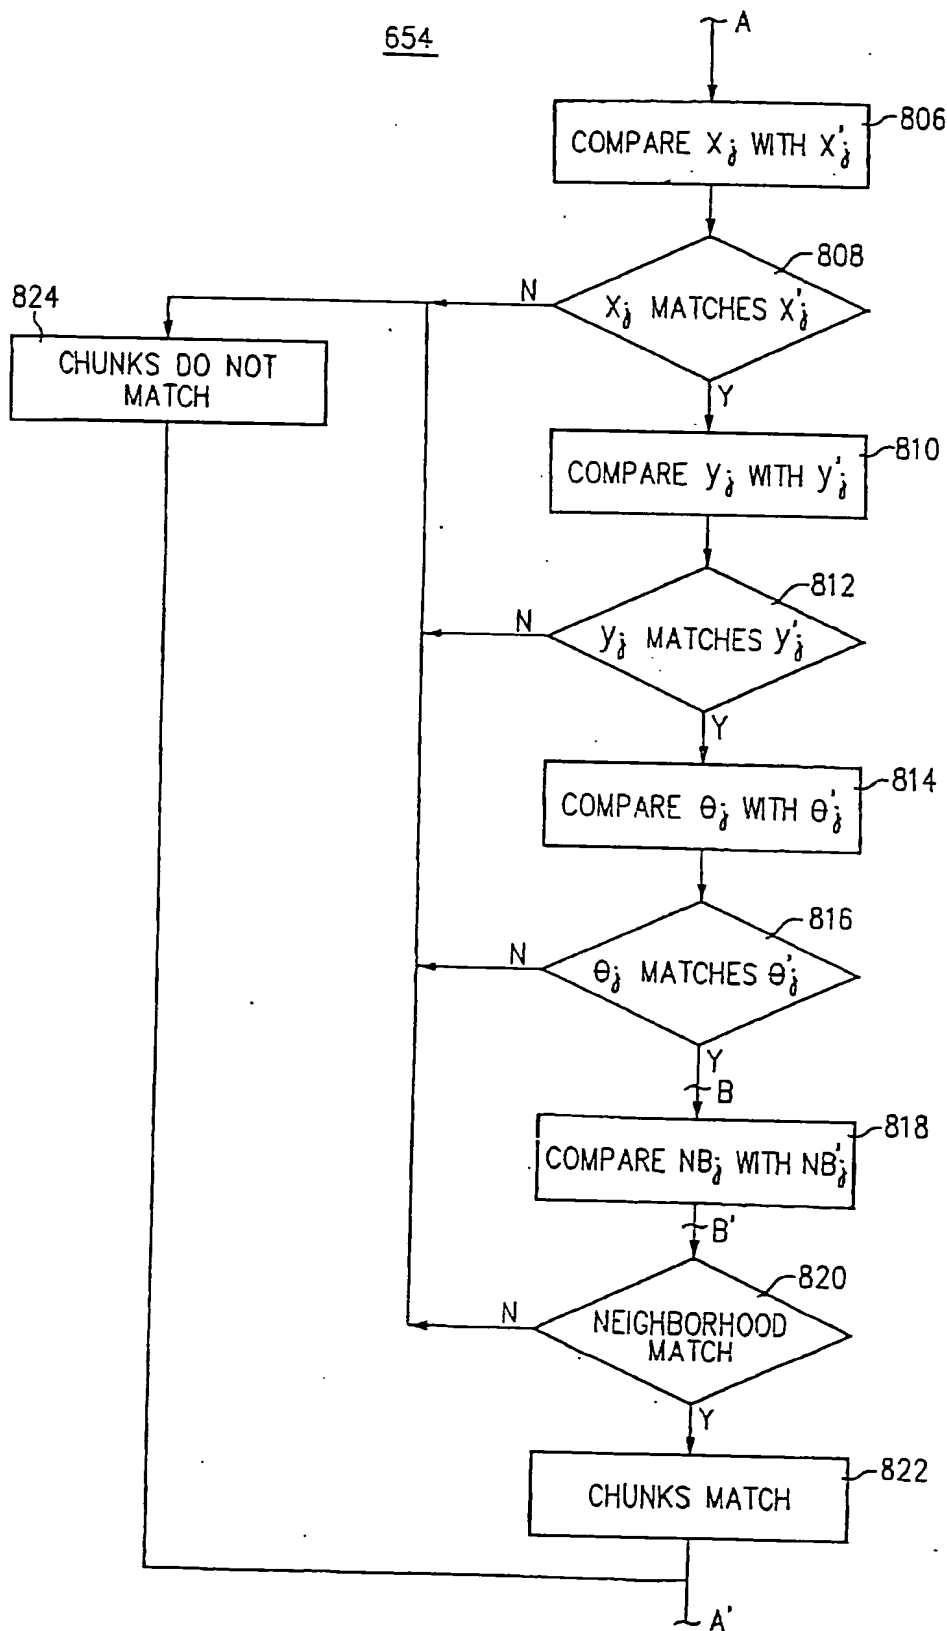 654
A
806
COMPARE Xj WITH X'j
808
Xj MATCHES X'j
N
Y
824
CHUNKS DO NOT
MATCH
810
COMPARE yj WITH y'j
812
yj MATCHES y'j
N
Y
814
COMPARE θj WITH θ'j
816
θj MATCHES θ'j
N
Y
B
818
COMPARE NBj WITH NB'j
B'
820
NEIGHBORHOOD
MATCH
N
Y
822
CHUNKS MATCH
A'